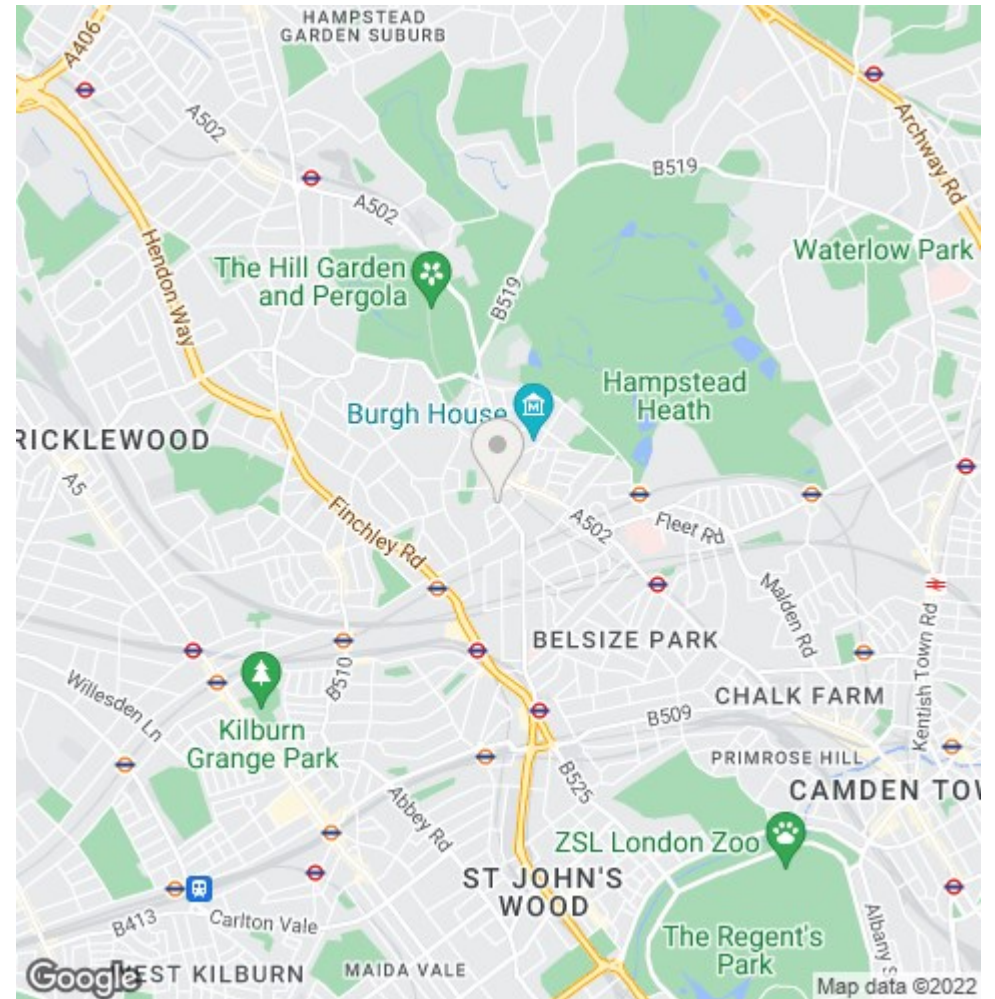 HAMPSTEAD
GARDEN SUBURB
A406
A502
Archway Rd
B519
A502
Waterlow Park
The Hill Garden
and Pergola
Hendon Way
B519
Hampstead
Heath
Burgh House
RICKLEWOOD
A5
Finchley Rd
A502
Fleet Rd
Malden Rd
BELSIZE PARK
Kentish Town Rd
B510
Willesden Ln
CHALK FARM
B509
Kilburn
Grange Park
PRIMROSE HILL
B525
CAMDEN TOW
Abbey Rd
ZSL London Zoo
ST JOHN'S
WOOD
B413
Carlton Vale
Albany S
The Regent's
Park
Google
WEST KILBURN
MAIDA VALE
Map data ©2022